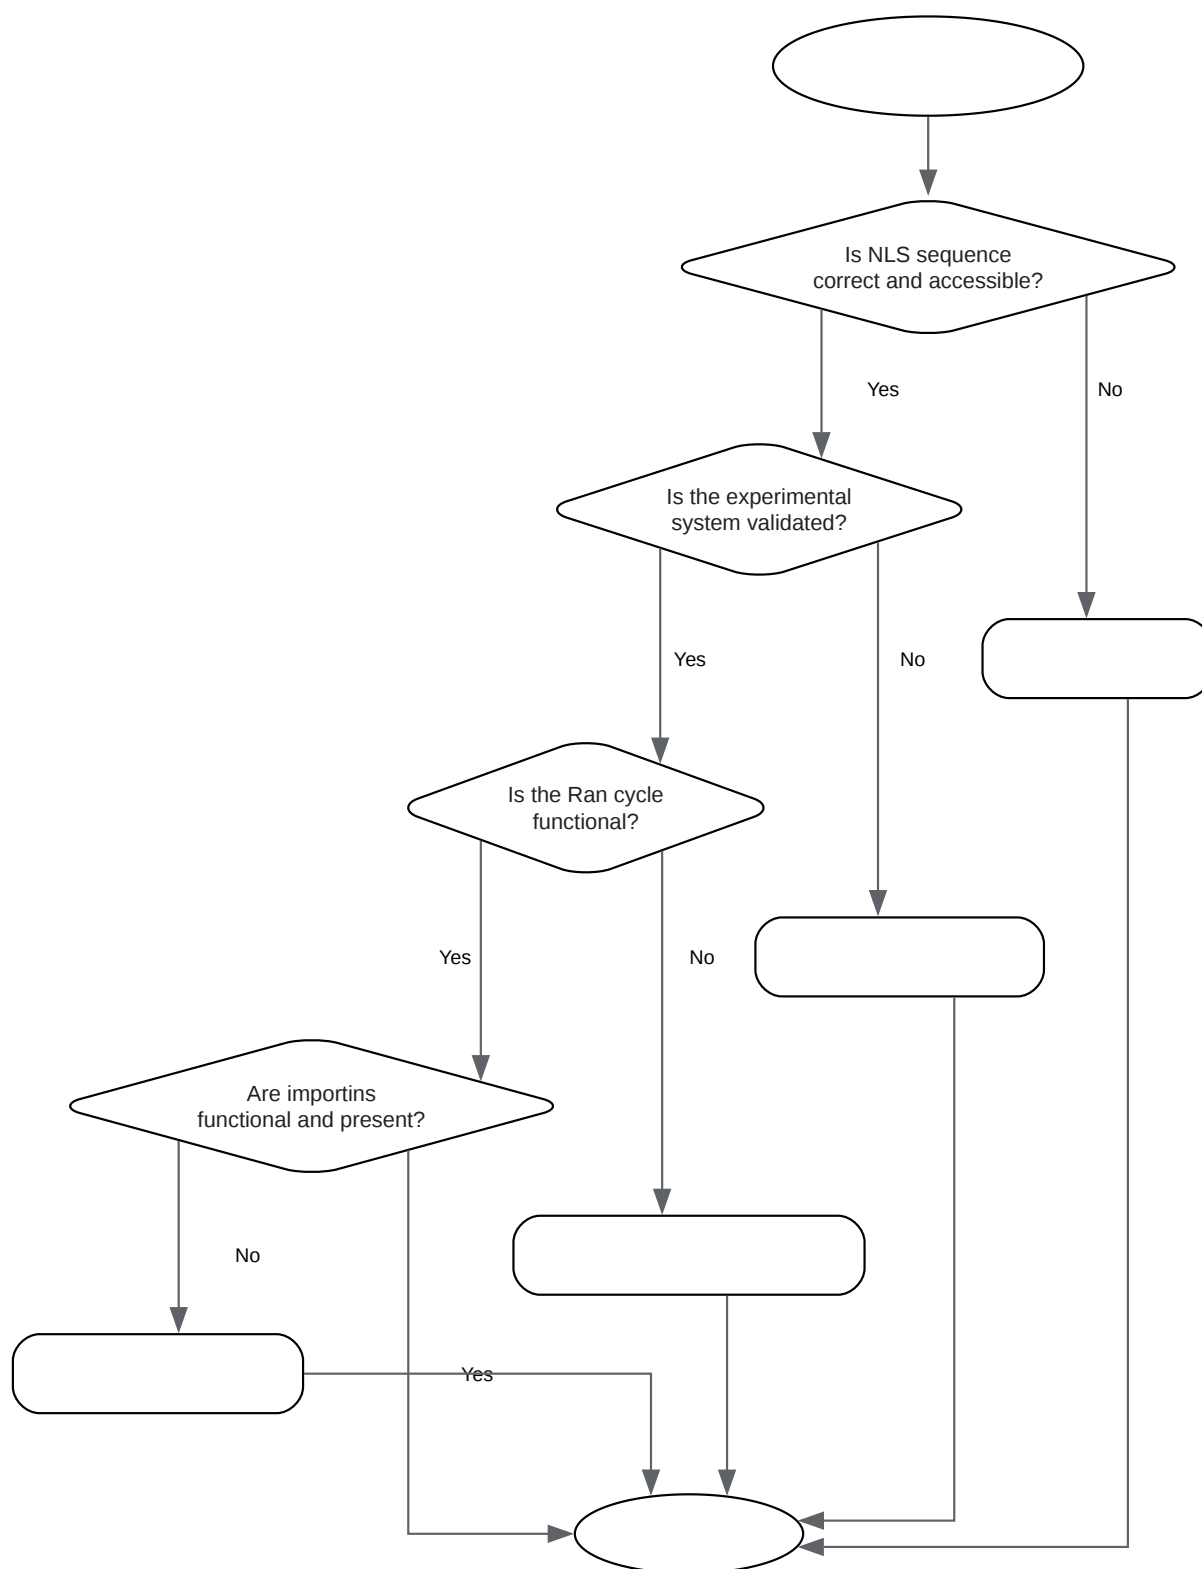 Is NLS sequence
correct and accessible?
Yes
No
Is the experimental
system validated?
Yes
No
Is the Ran cycle
functional?
Yes
No
Are importins
functional and present?
No
Yes